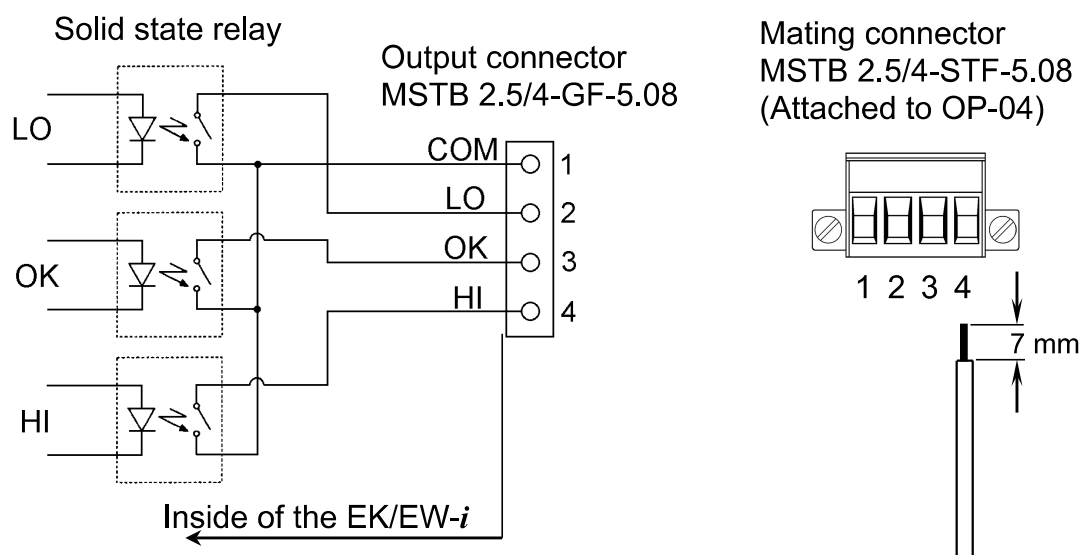 Solid state relay
Output connector
MSTB 2.5/4-GF-5.08
Mating connector
MSTB 2.5/4-STF-5.08
(Attached to OP-04)
LO
OK
HI
COM 1
LO 2
OK 3
HI 4
1 2 3 4
7 mm
Inside of the EK/EW-i